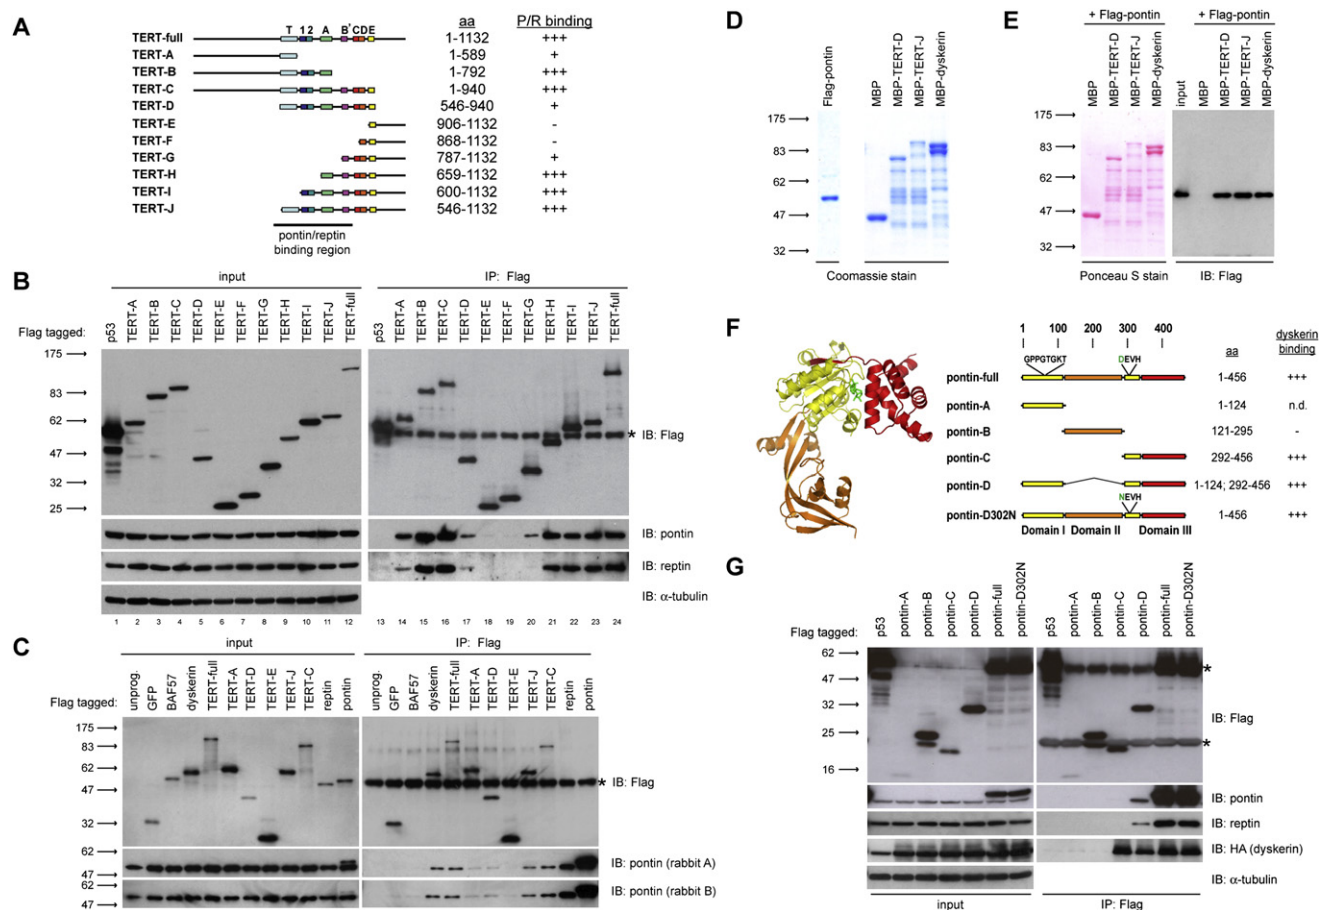 A
T 1 2 A B' C D E
aa P/R binding
TERT-full 1-1132 +++
TERT-A 1-589 +
TERT-B 1-792 +++
TERT-C 1-940 +++
TERT-D 546-940 +
TERT-E 906-1132 -
TERT-F 868-1132 -
TERT-G 787-1132 +
TERT-H 659-1132 +++
TERT-I 600-1132 +++
TERT-J 546-1132 +++
pontin/reptin
binding region
B
input IP: Flag
Flag tagged: p53 TERT-A TERT-B TERT-C TERT-D TERT-E TERT-F TERT-G TERT-H TERT-I TERT-J TERT-full p53 TERT-A TERT-B TERT-C TERT-D TERT-E TERT-F TERT-G TERT-H TERT-I TERT-J TERT-full
175
83
62
* IB: Flag
47
32
25
IB: pontin
IB: reptin
IB: α-tubulin
1 2 3 4 5 6 7 8 9 10 11 12 13 14 15 16 17 18 19 20 21 22 23 24
C
input IP: Flag
Flag tagged: unprog. GFP BAF57 dyskerin TERT-full TERT-A TERT-D TERT-E TERT-J TERT-C reptin pontin unprog. GFP BAF57 dyskerin TERT-full TERT-A TERT-D TERT-E TERT-J TERT-C reptin pontin
175
83
62
* IB: Flag
47
32
62
IB: pontin (rabbit A)
47
62
IB: pontin (rabbit B)
47
D
Flag-pontin MBP MBP-TERT-D MBP-TERT-J MBP-dyskerin
175
83
62
47
32
Coomassie stain
E
+ Flag-pontin + Flag-pontin
MBP MBP-TERT-D MBP-TERT-J MBP-dyskerin input MBP MBP-TERT-D MBP-TERT-J MBP-dyskerin
175
83
62
47
32
Ponceau S stain IB: Flag
F
1 100 200 300 400
GPPGTGKT DEVH
aa dyskerin
binding
pontin-full 1-456 +++
pontin-A 1-124 n.d.
pontin-B 121-295 -
pontin-C 292-456 +++
pontin-D 1-124; 292-456 +++
NEVH
pontin-D302N 1-456 +++
Domain I Domain II Domain III
G
Flag tagged: p53 pontin-A pontin-B pontin-C pontin-D pontin-full pontin-D302N p53 pontin-A pontin-B pontin-C pontin-D pontin-full pontin-D302N
62
*
47
32
IB: Flag
25
*
16
IB: pontin
IB: reptin
IB: HA (dyskerin)
IB: α-tubulin
input IP: Flag